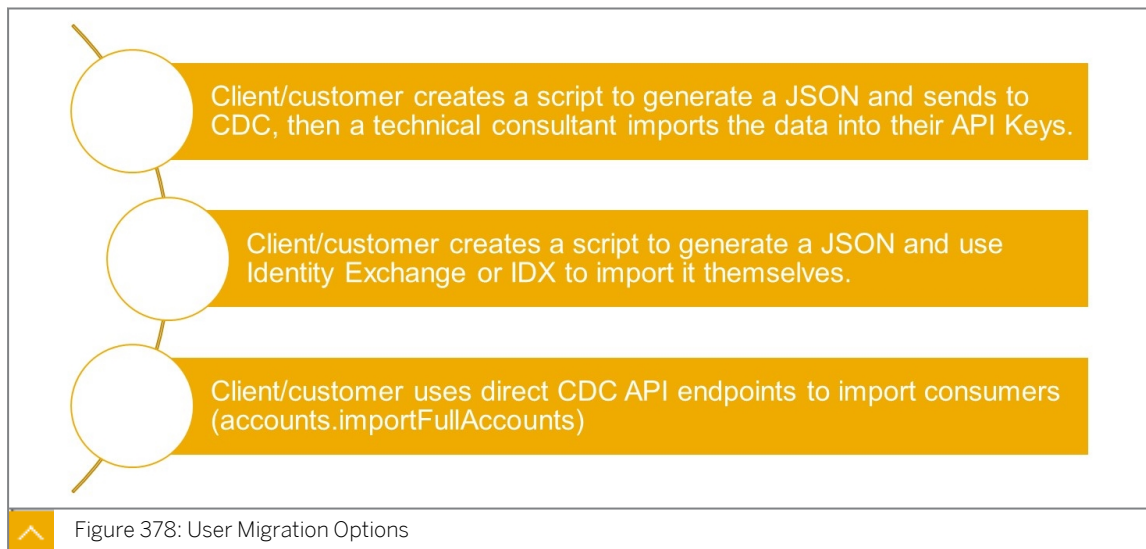 Client/customer creates a script to generate a JSON and sends to
CDC, then a technical consultant imports the data into their API Keys.
Client/customer creates a script to generate a JSON and use
Identity Exchange or IDX to import it themselves.
Client/customer uses direct CDC API endpoints to import consumers
(accounts.importFullAccounts)
Figure 378: User Migration Options